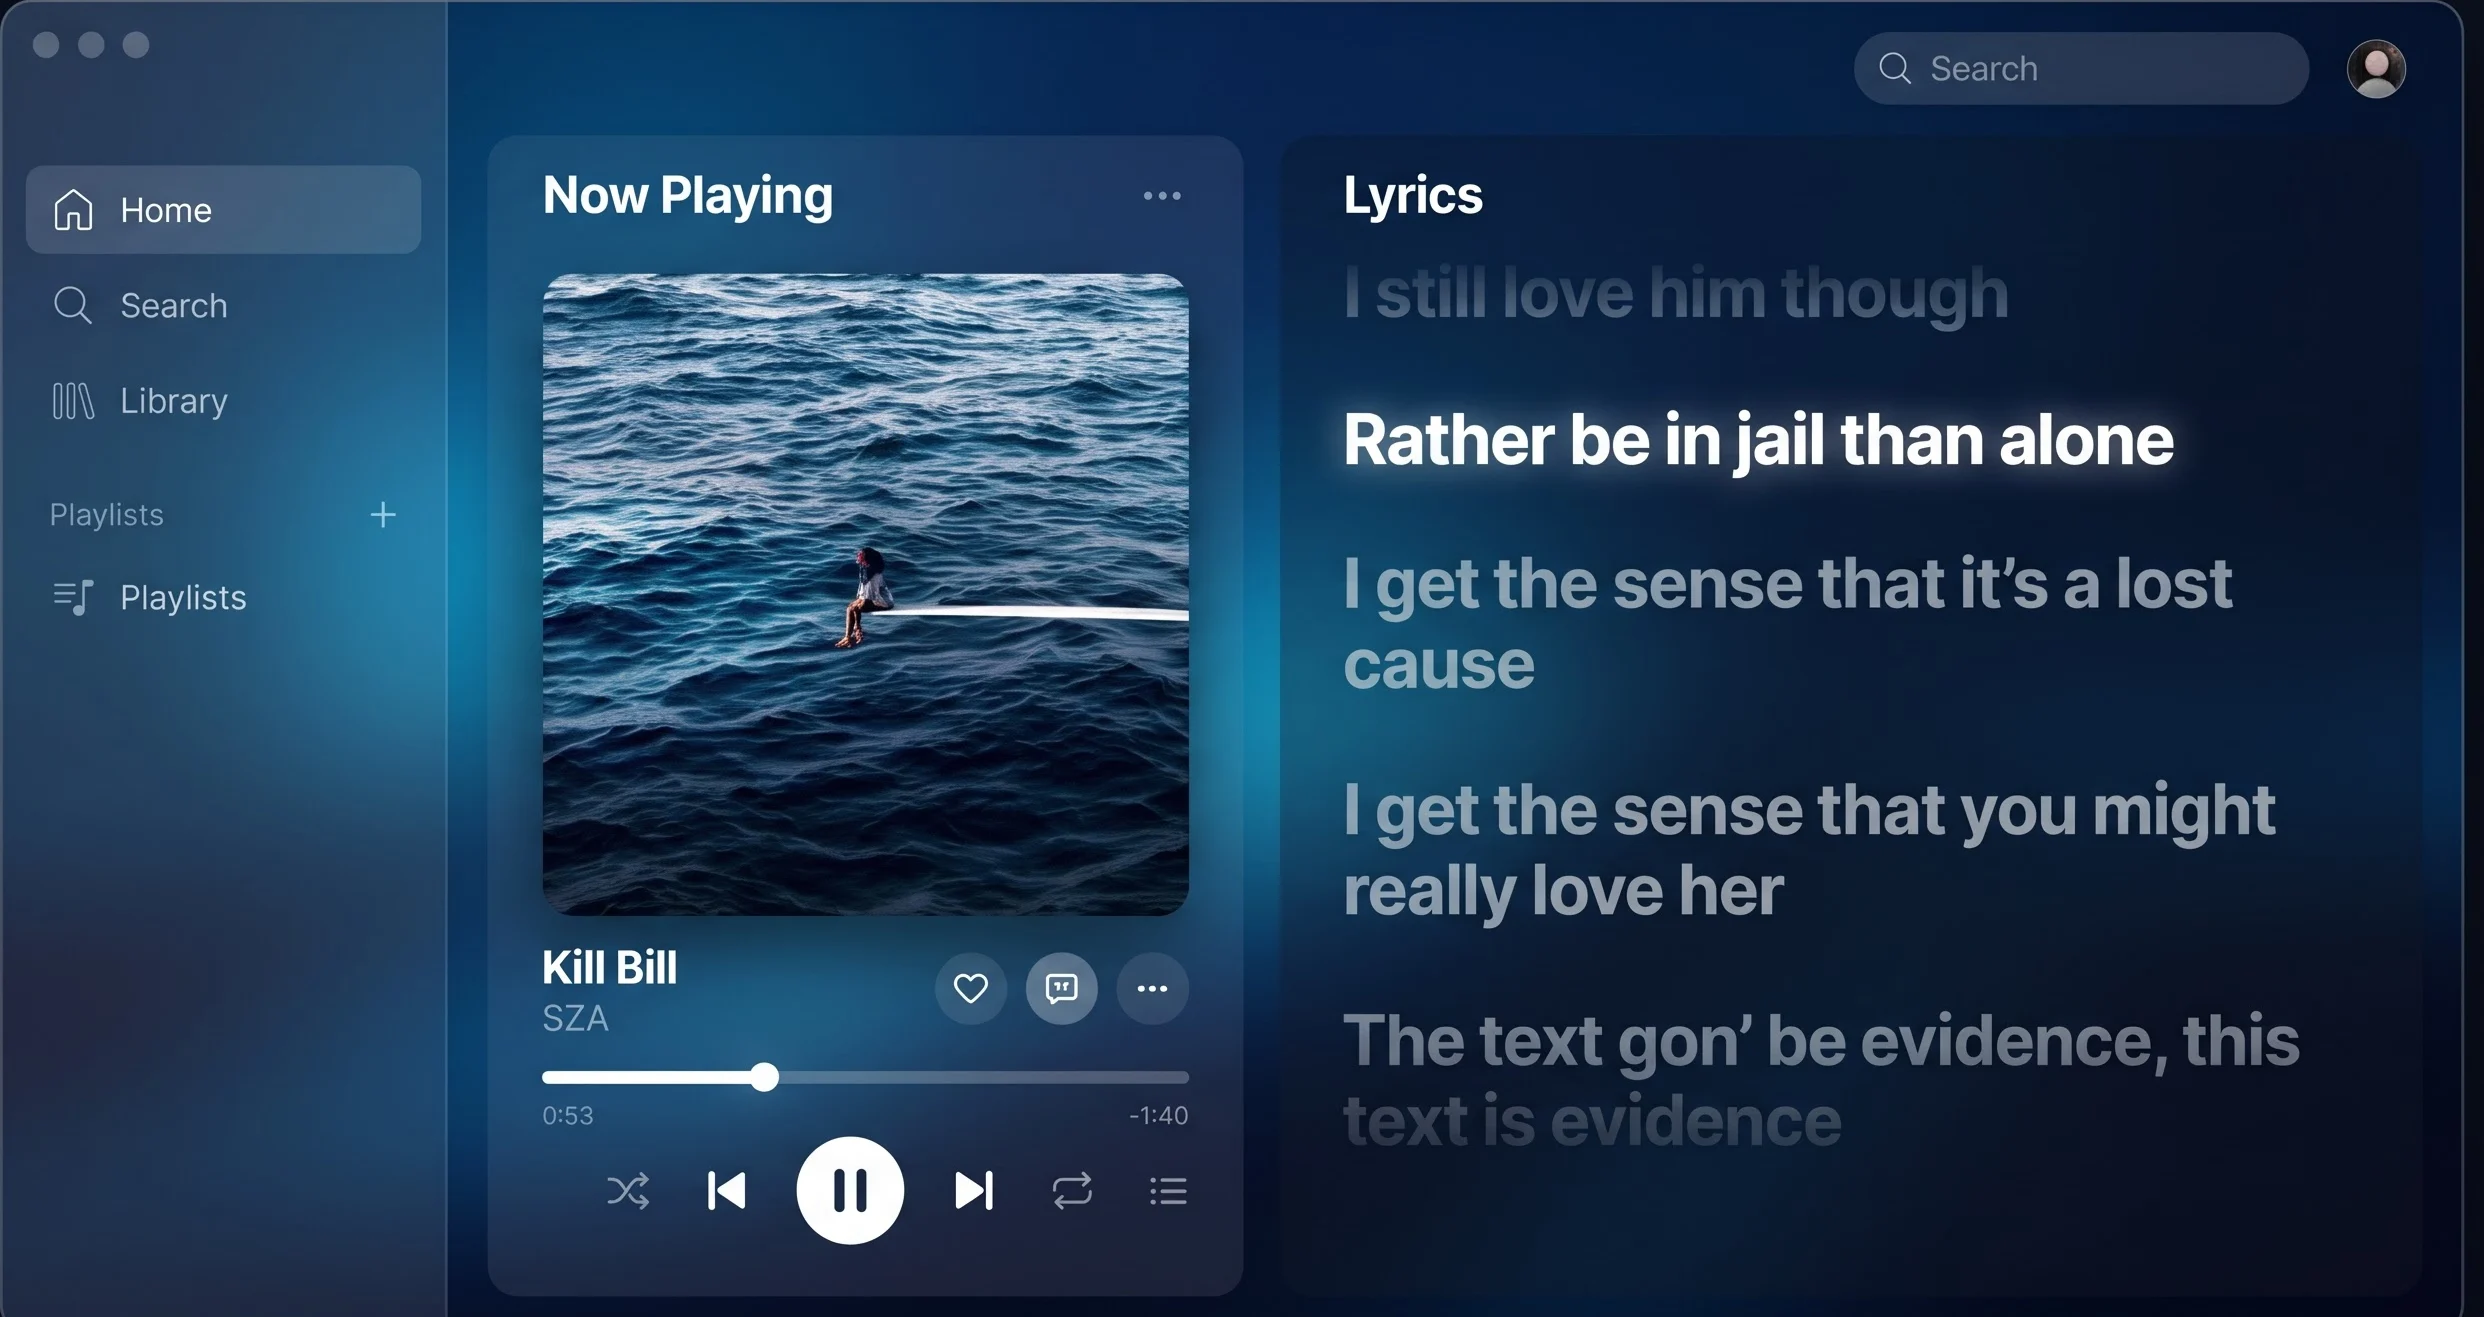 Search
Home
Search
Library
Playlists
Playlists
Now Playing
Kill Bill
SZA
0:53
-1:40
Lyrics
I still love him though
Rather be in jail than alone
I get the sense that it’s a lost
cause
I get the sense that you might
really love her
The text gon’ be evidence, this
text is evidence